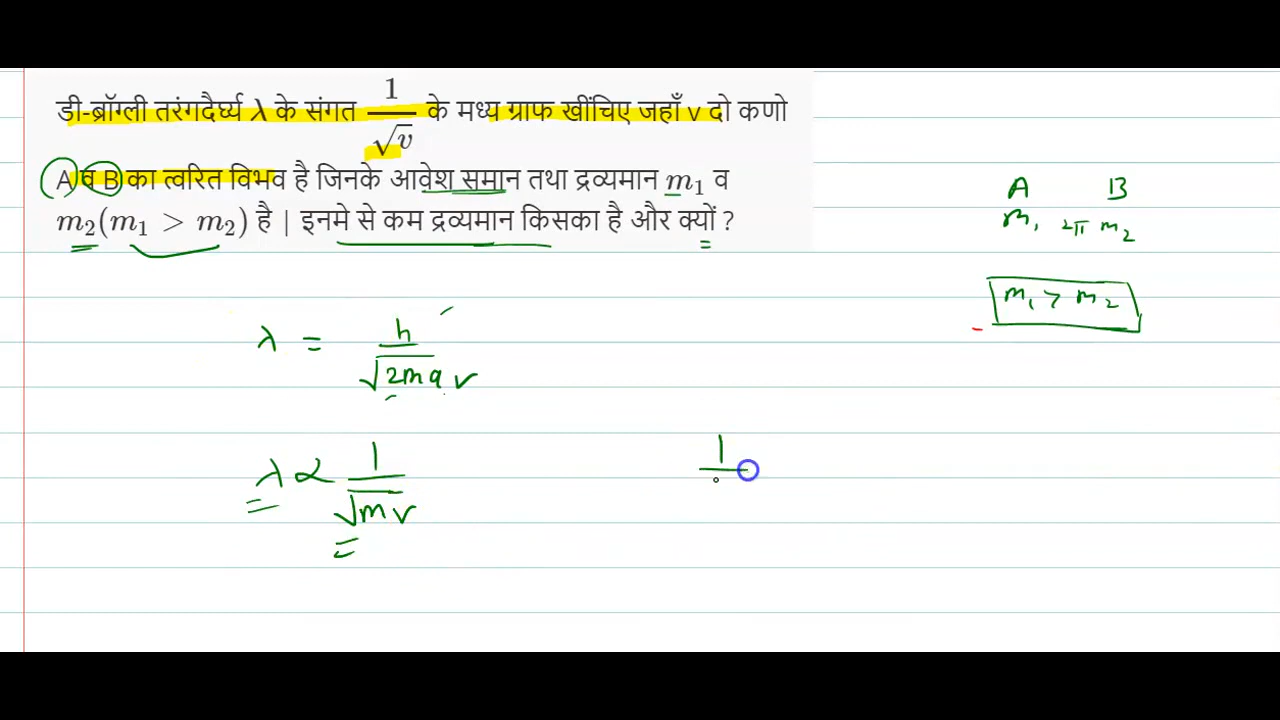 डी-ब्रॉग्ली तरंगदैर्घ्य λ के संगत 1/√v के मध्य ग्राफ खींचिए जहाँ v दो कणो
A व B का त्वरित विभव है जिनके आवेश समान तथा द्रव्यमान m₁ व
m₂(m₁ > m₂) है | इनमे से कम द्रव्यमान किसका है और क्यों ?
A B
m₁ m₂
m₁ > m₂
λ = h/√2mqv
λ ∝ 1/√mv
1